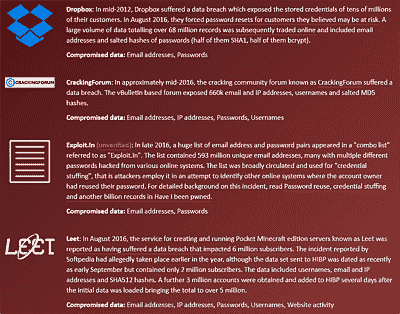 Dropbox: In mid-2012, Dropbox suffered a data breach which exposed the stored credentials of tens of millions
of their customers. In August 2016, they forced password resets for customers they believed may be at risk. A
large volume of data totalling over 68 million records was subsequently traded online and included email
addresses and salted hashes of passwords (half of them SHA1, half of them bcrypt).
Compromised data: Email addresses, Passwords
CRACKINGFORUM
CrackingForum: In approximately mid-2016, the cracking community forum known as CrackingForum suffered a
data breach. The vBulletin based forum exposed 660k email and IP addresses, usernames and salted MD5
hashes.
Compromised data: Email addresses, IP addresses, Passwords, Usernames
Exploit.In (unverified): In late 2016, a huge list of email address and password pairs appeared in a "combo list"
referred to as "Exploit.In". The list contained 593 million unique email addresses, many with multiple different
passwords hacked from various online systems. The list was broadly circulated and used for "credential
stuffing", that is attackers employ it in an attempt to identify other online systems where the account owner
had reused their password. For detailed background on this incident, read Password reuse, credential stuffing
and another billion records in Have I been pwned.
Compromised data: Email addresses, Passwords
LEET
Leet: In August 2016, the service for creating and running Pocket Minecraft edition servers known as Leet was
reported as having suffered a data breach that impacted 6 million subscribers. The incident reported by
Softpedia had allegedly taken place earlier in the year, although the data set sent to HIBP was dated as recently
as early September but contained only 2 million subscribers. The data included usernames, email and IP
addresses and SHA512 hashes. A further 3 million accounts were obtained and added to HIBP several days after
the initial data was loaded bringing the total to over 5 million.
Compromised data: Email addresses, IP addresses, Passwords, Usernames, Website activity